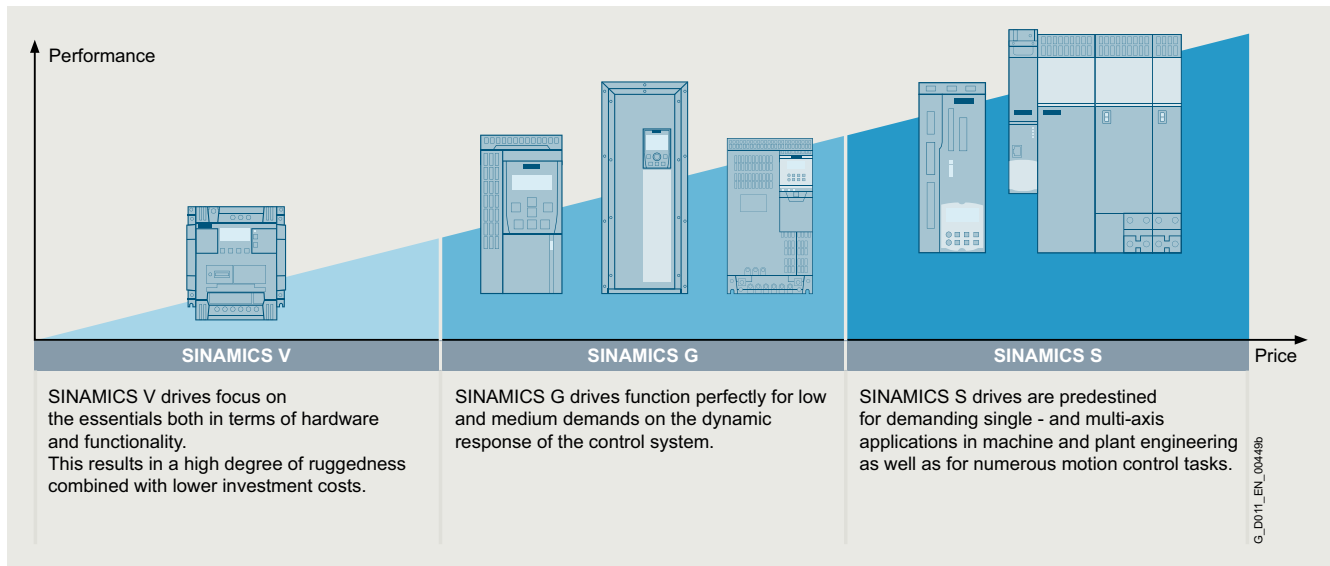 Performance
SINAMICS V
SINAMICS G
SINAMICS S
Price
SINAMICS V drives focus on
the essentials both in terms of hardware
and functionality.
This results in a high degree of ruggedness
combined with lower investment costs.
SINAMICS G drives function perfectly for low
and medium demands on the dynamic
response of the control system.
SINAMICS S drives are predestined
for demanding single - and multi-axis
applications in machine and plant engineering
as well as for numerous motion control tasks.
G_D011_EN_00449b